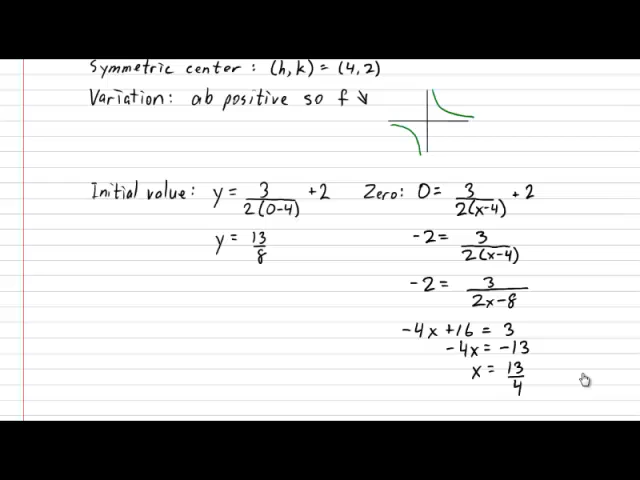 Symmetric center : (h,k) = (4,2)
Variation: ab positive so f ↘
Initial value: y = 3/2(0-4) +2
y = 13/8
Zero: 0 = 3/2(x-4) + 2
-2 = 3/2(x-4)
-2 = 3/2x-8
-4x +16 = 3
-4x = -13
x = 13/4